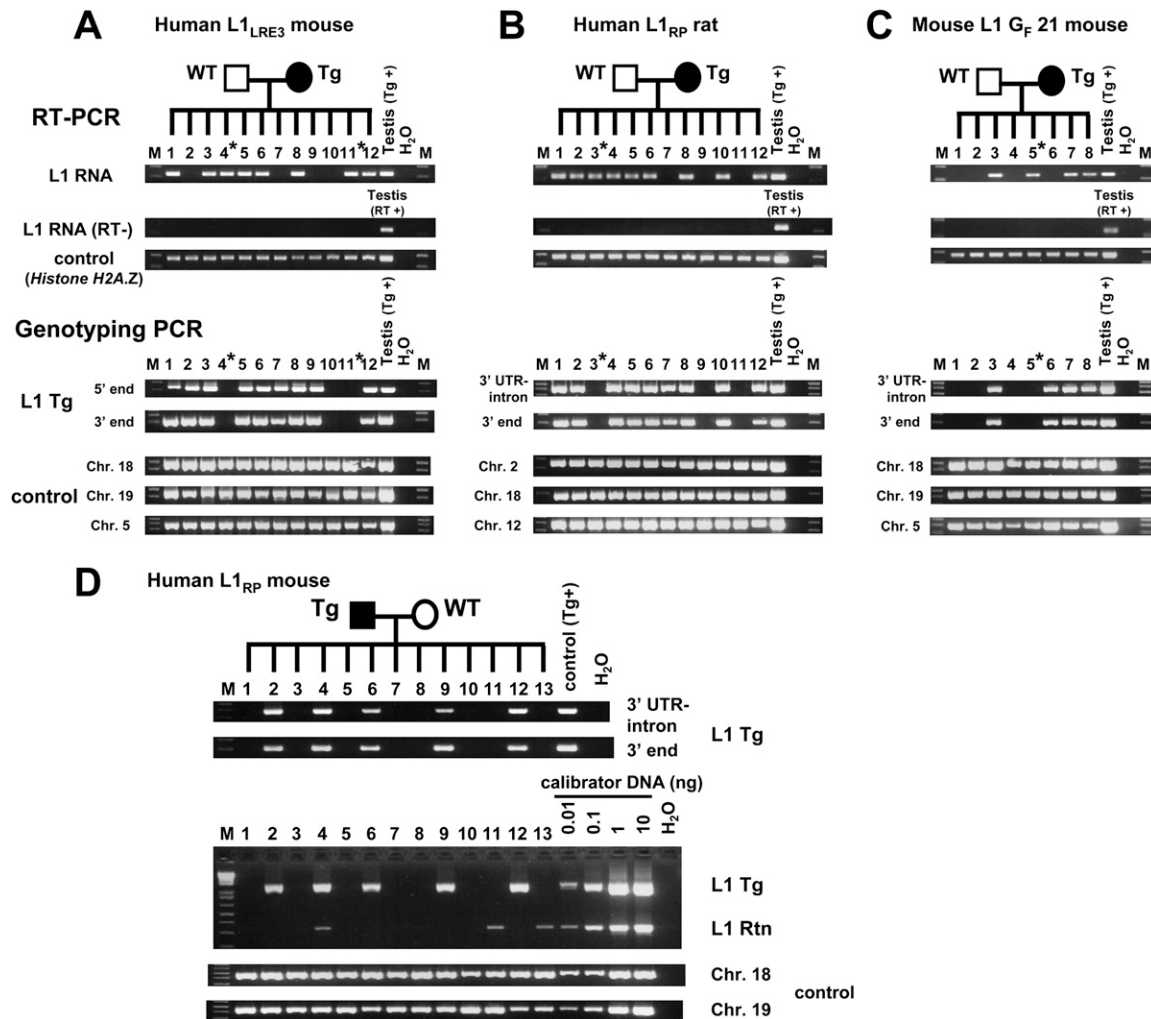 A Human L1LRE3 mouse
WT Tg
RT-PCR
Testis (Tg +)
H2O
M 1 2 3 4* 5 6 7 8 9 10 11* 12 M
L1 RNA
Testis
(RT +)
L1 RNA (RT-)
control
(Histone H2A.Z)
Genotyping PCR
Testis (Tg +)
H2O
M 1 2 3 4* 5 6 7 8 9 10 11* 12 M
L1 Tg
5' end
3' end
control
Chr. 18
Chr. 19
Chr. 5
B Human L1RP rat
WT Tg
Testis (Tg +)
H2O
M 1 2 3* 4 5 6 7 8 9 10 11 12 M
Testis
(RT +)
Testis (Tg +)
H2O
M 1 2 3* 4 5 6 7 8 9 10 11 12 M
3' UTR-
intron
3' end
Chr. 2
Chr. 18
Chr. 12
C Mouse L1 GF 21 mouse
WT Tg
Testis (Tg +)
H2O
M 1 2 3 4 5* 6 7 8 M
Testis
(RT +)
Testis (Tg +)
H2O
M 1 2 3 4 5* 6 7 8 M
3' UTR-
intron
3' end
Chr. 18
Chr. 19
Chr. 5
D Human L1RP mouse
Tg WT
control (Tg+)
H2O
M 1 2 3 4 5 6 7 8 9 10 11 12 13
3' UTR-
intron
3' end
L1 Tg
calibrator DNA (ng)
M 1 2 3 4 5 6 7 8 9 10 11 12 13 0.01 0.1 1 10 H2O
L1 Tg
L1 Rtn
Chr. 18
Chr. 19
control